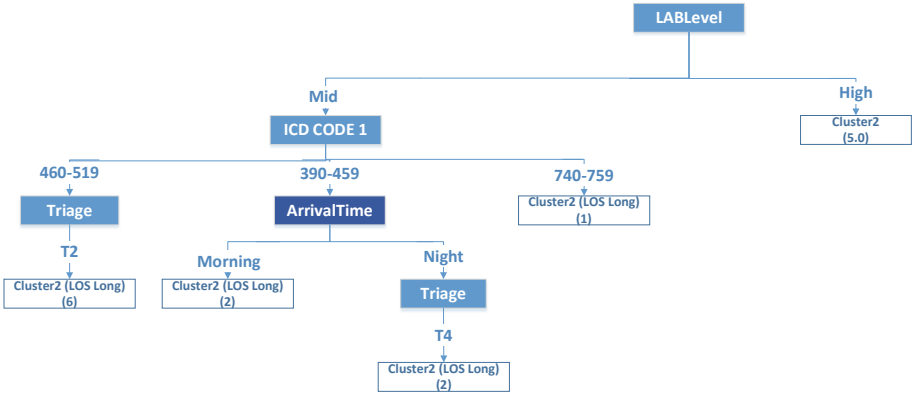 LABLevel
Mid
High
ICD CODE 1
Cluster2
(5.0)
460-519
390-459
740-759
Triage
ArrivalTime
Cluster2 (LOS Long)
(1)
T2
Morning
Night
Cluster2 (LOS Long)
(6)
Cluster2 (LOS Long)
(2)
Triage
T4
Cluster2 (LOS Long)
(2)